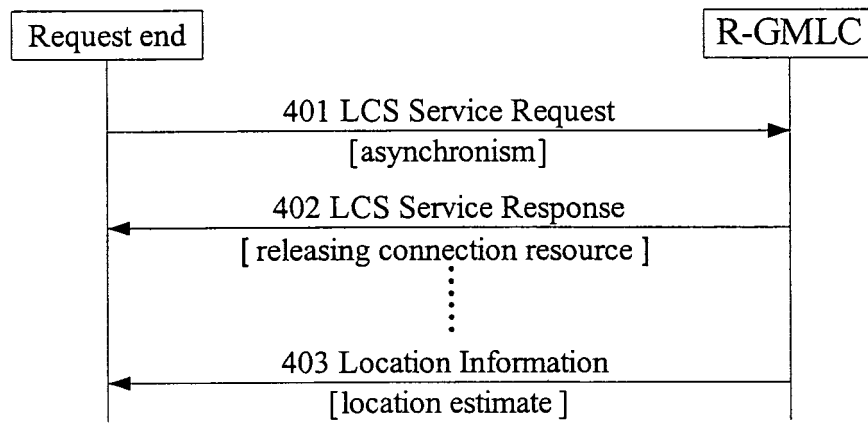 Request end
R-GMLC
401 LCS Service Request
[asynchronism]
402 LCS Service Response
[ releasing connection resource ]
403 Location Information
[location estimate ]